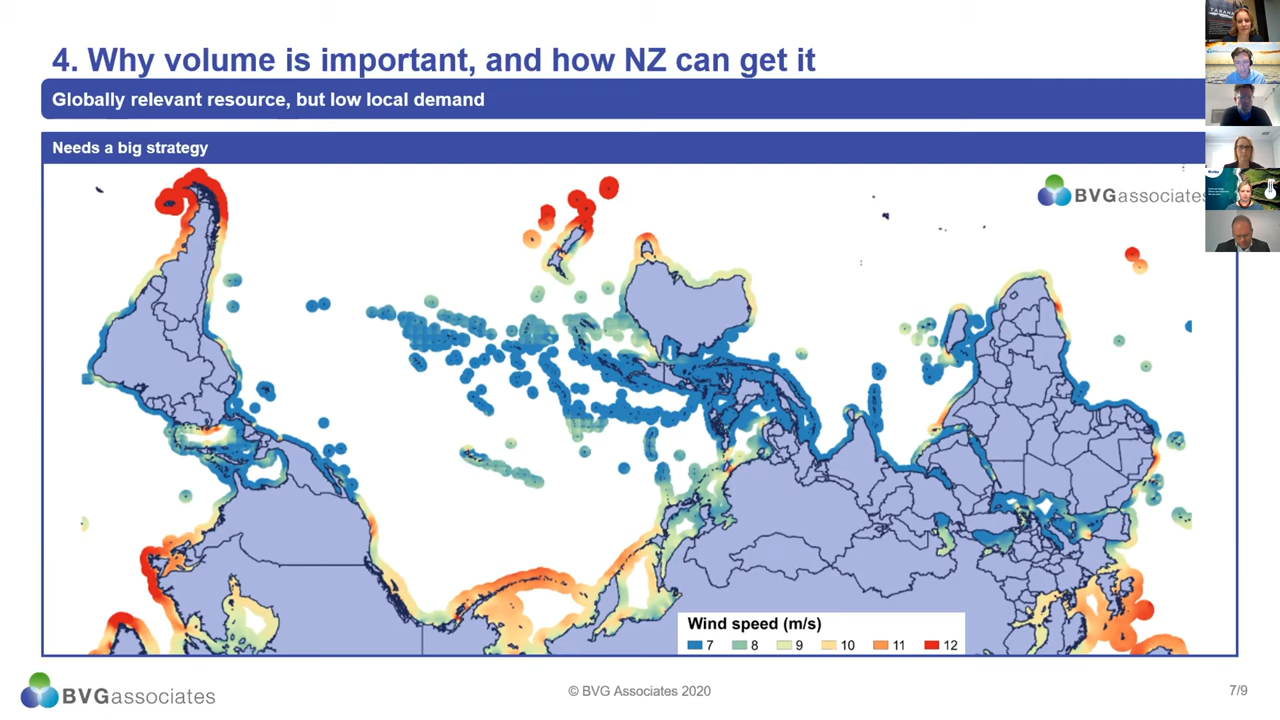 4. Why volume is important, and how NZ can get it
Globally relevant resource, but low local demand
Needs a big strategy
BVGassociates
Wind speed (m/s)
7 8 9 10 11 12
BVGassociates
© BVG Associates 2020
7/9